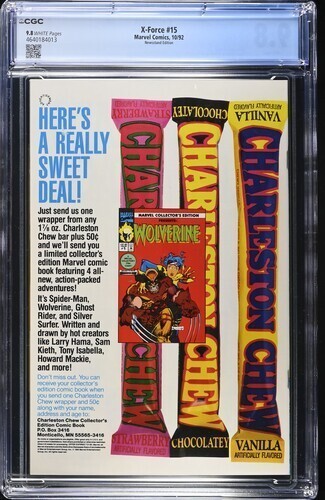 CGC
X-Force #15
9.8 WHITE Pages
Marvel Comics, 10/92
4640184013
Newsstand Edition
HERE'S
A REALLY
SWEET
DEAL!
Just send us one
wrapper from any
1⅞ oz. Charleston
Chew bar plus 50¢
and we'll send you
a limited collector's
edition Marvel comic
book featuring 4 all-
new, action-packed
adventures!
It's Spider-Man,
Wolverine, Ghost
Rider, and Silver
Surfer. Written and
drawn by hot creators
like Larry Hama, Sam
Kieth, Tony Isabella,
Howard Mackie,
and more!
Don't miss out. You can
receive your collector's
edition comic book
when you send one Charleston
Chew wrapper and 50¢
along with your name,
address and age to:
Charleston Chew Collector's
Edition Comic Book
P.O. Box 3416
Monticello, MN 55565-3416
STRAWBERRY
ARTIFICIALLY FLAVORED
CHARLESTON CHEW
STRAWBERRY
ARTIFICIALLY FLAVORED
CHOCOLATEY
CHARLESTON CHEW
CHOCOLATEY
VANILLA
ARTIFICIALLY FLAVORED
CHARLESTON CHEW
VANILLA
ARTIFICIALLY FLAVORED
MARVEL COLLECTOR'S EDITION
WOLVERINE